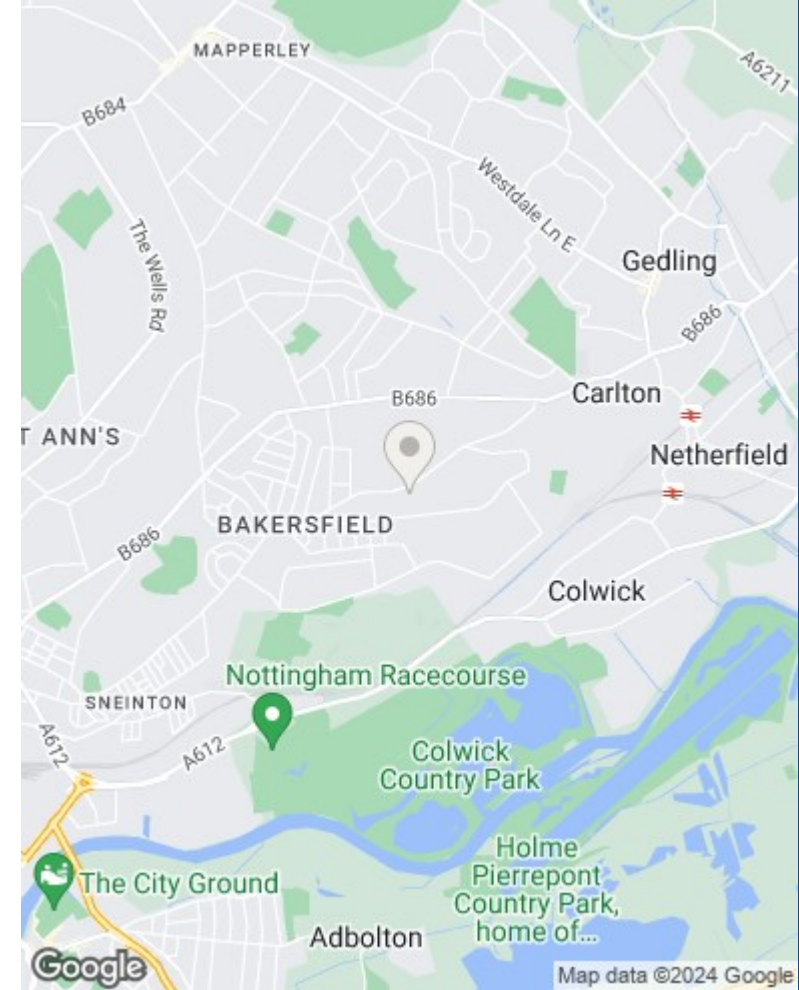 MAPPERLEY
A6211
B684
Westdale Ln E
The Wells Rd
Gedling
B686
B686
Carlton
T ANN'S
Netherfield
BAKERSFIELD
B686
Colwick
Nottingham Racecourse
SNEINTON
A612
A612
Colwick
Country Park
Holme
Pierrepont
Country Park,
home of...
The City Ground
Adbolton
Google
Map data ©2024 Google